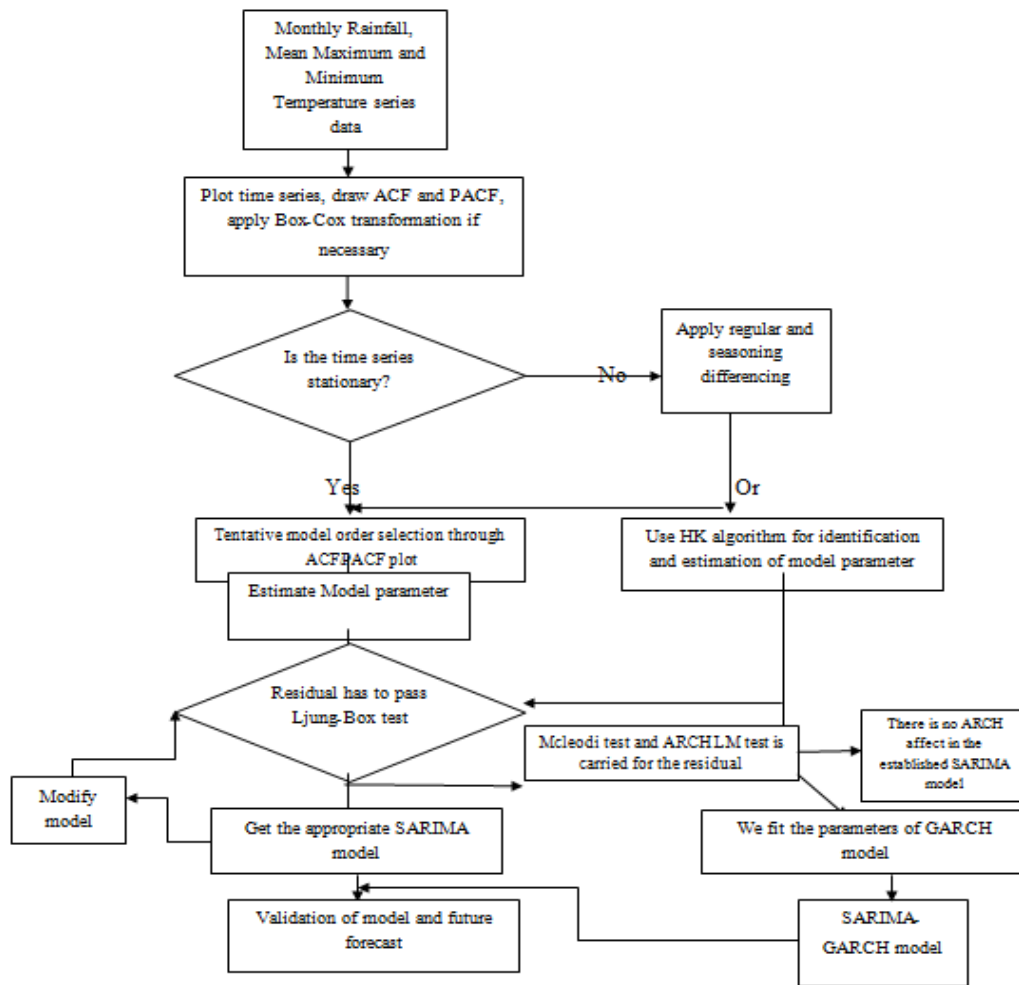 Monthly Rainfall,
Mean Maximum and
Minimum
Temperature series
data
Plot time series, draw ACF and PACF,
apply Box-Cox transformation if
necessary
Is the time series
stationary?
No
Apply regular and
seasoning
differencing
Yes
Or
Tentative model order selection through
ACF.PACF plot
Use HK algorithm for identification
and estimation of model parameter
Estimate Model parameter
Residual has to pass
Ljung-Box test
Mcleodi test and ARCH LM test is
carried for the residual
There is no ARCH
affect in the
established SARIMA
model
Modify
model
Get the appropriate SARIMA
model
We fit the parameters of GARCH
model
Validation of model and future
forecast
SARIMA-
GARCH model